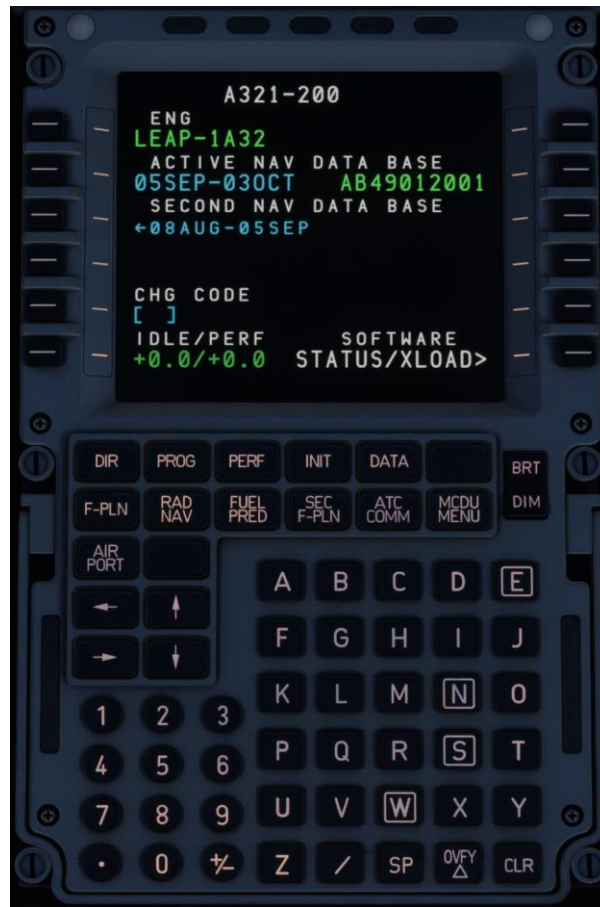 A321-200
ENG
LEAP-1A32
ACTIVE NAV DATA BASE
05SEP-03OCT AB49012001
SECOND NAV DATA BASE
←08AUG-05SEP
CHG CODE
[ ]
IDLE/PERF SOFTWARE
+0.0/+0.0 STATUS/XLOAD>
DIR PROG PERF INIT DATA BRT
F-PLN RAD NAV FUEL PRED SEC F-PLN ATC COMM MCDU MENU DIM
AIR PORT
← ↑
→ ↓
A B C D E
F G H I J
K L M N O
P Q R S T
U V W X Y
Z / SP OVFY △ CLR
1 2 3
4 5 6
7 8 9
. 0 +/-